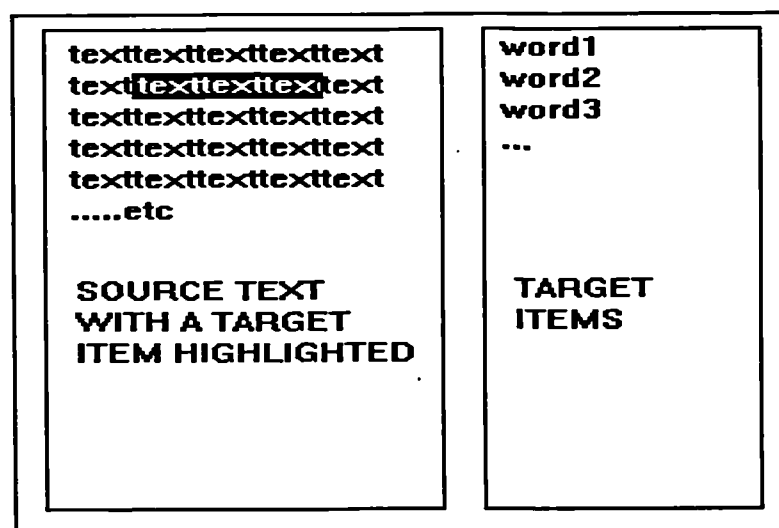 texttexttexttexttext
texttexttexttexttext
texttexttexttexttext
texttexttexttexttext
texttexttexttexttext
.....etc
SOURCE TEXT
WITH A TARGET
ITEM HIGHLIGHTED
word1
word2
word3
...
TARGET
ITEMS